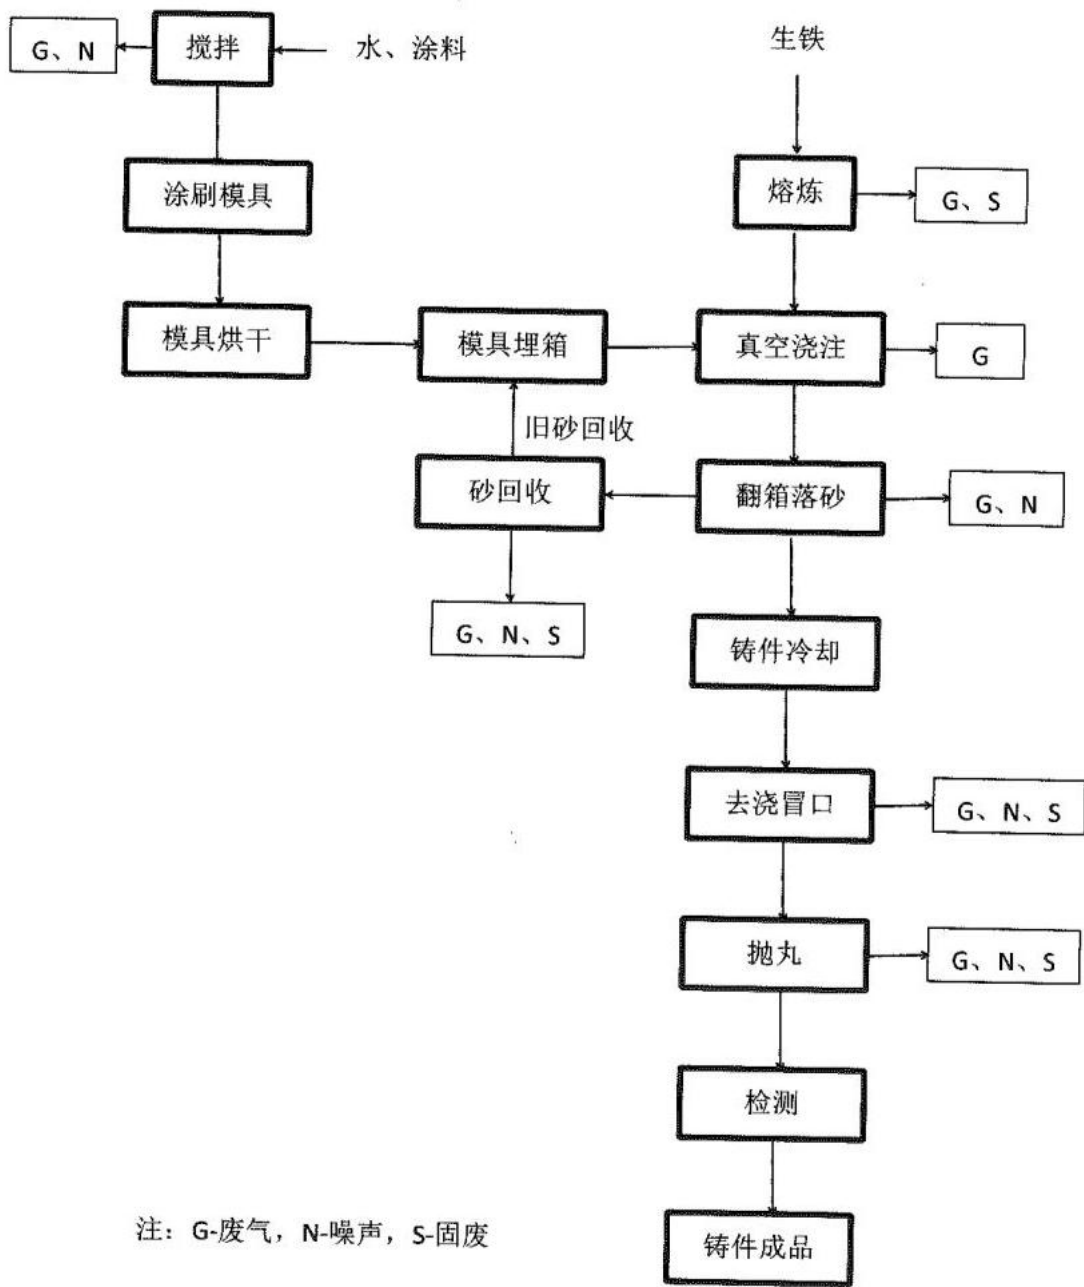 G、N
搅拌
水、涂料
生铁
涂刷模具
熔炼
G、S
模具烘干
模具埋箱
真空浇注
G
旧砂回收
砂回收
翻箱落砂
G、N
G、N、S
铸件冷却
去浇冒口
G、N、S
抛丸
G、N、S
检测
注：G-废气，N-噪声，S-固废
铸件成品